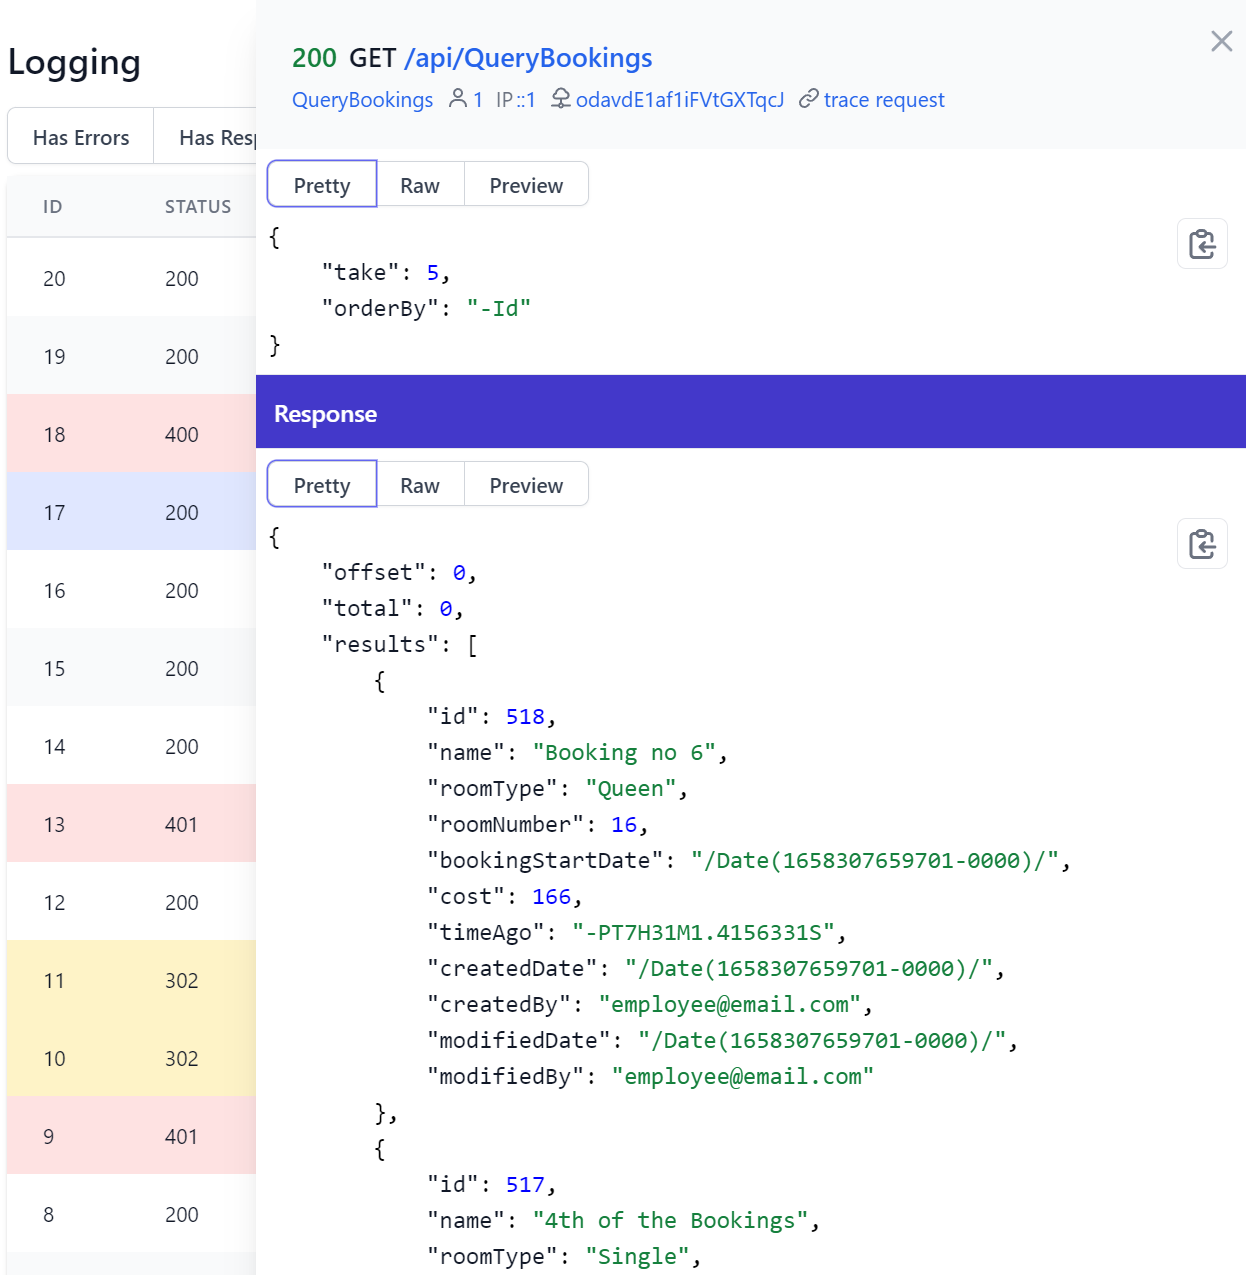 Logging
Has Errors
Has Resp
ID STATUS
20 200
19 200
18 400
17 200
16 200
15 200
14 200
13 401
12 200
11 302
10 302
9 401
8 200
200 GET /api/QueryBookings
QueryBookings 1 IP ::1 odavdE1af1iFVtGXTqcJ trace request
Pretty Raw Preview
{
    "take": 5,
    "orderBy": "-Id"
}
Response
Pretty Raw Preview
{
    "offset": 0,
    "total": 0,
    "results": [
        {
            "id": 518,
            "name": "Booking no 6",
            "roomType": "Queen",
            "roomNumber": 16,
            "bookingStartDate": "/Date(1658307659701-0000)/",
            "cost": 166,
            "timeAgo": "-PT7H31M1.4156331S",
            "createdDate": "/Date(1658307659701-0000)/",
            "createdBy": "employee@email.com",
            "modifiedDate": "/Date(1658307659701-0000)/",
            "modifiedBy": "employee@email.com"
        },
        {
            "id": 517,
            "name": "4th of the Bookings",
            "roomType": "Single",